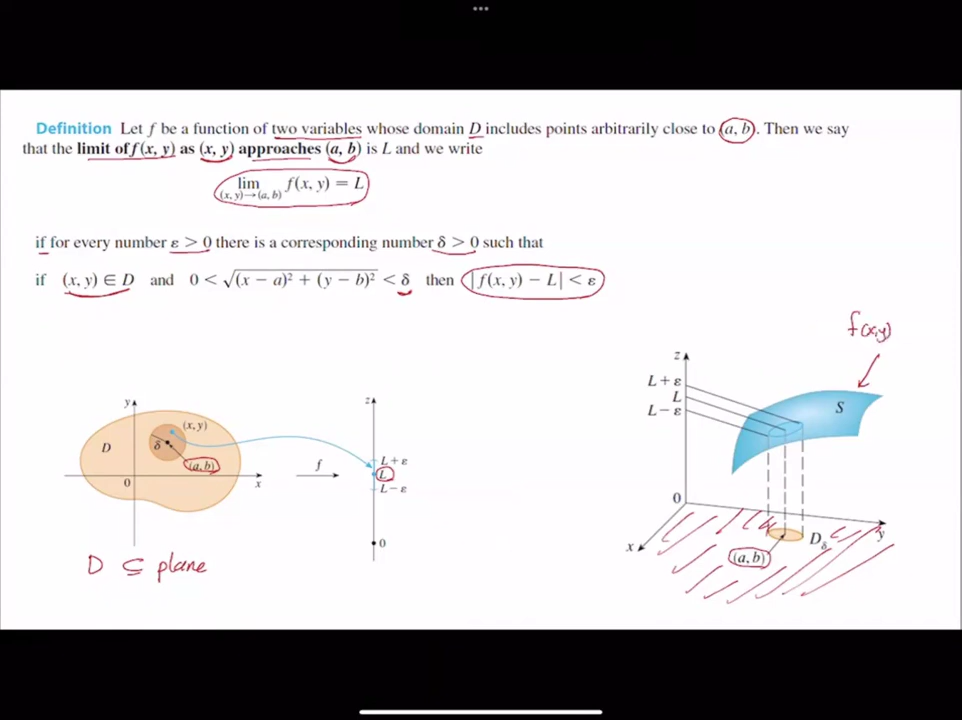 Definition Let f be a function of two variables whose domain D includes points arbitrarily close to (a, b). Then we say
that the limit of f(x, y) as (x, y) approaches (a, b) is L and we write
lim f(x, y) = L
(x, y)→(a, b)
if for every number ε > 0 there is a corresponding number δ > 0 such that
if (x, y) ∈ D and 0 < √(x − a)² + (y − b)² < δ then |f(x, y) − L| < ε
f(x,y)
z
L+ε
L
L−ε
S
0
x
y
D_δ
(a, b)
y
D
δ
(x, y)
(a, b)
0
x
f
z
L+ε
L
L−ε
0
D ⊆ plane